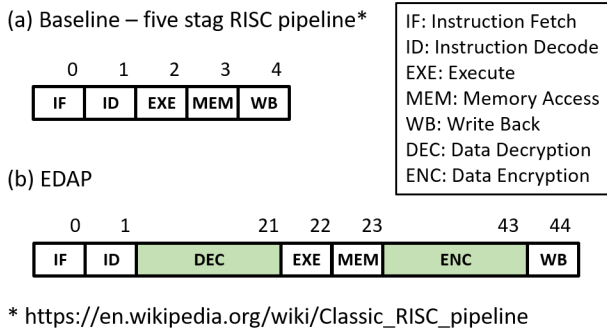 (a) Baseline – five stag RISC pipeline*
0 1 2 3 4
IF ID EXE MEM WB
IF: Instruction Fetch
ID: Instruction Decode
EXE: Execute
MEM: Memory Access
WB: Write Back
DEC: Data Decryption
ENC: Data Encryption
(b) EDAP
0 1 21 22 23 43 44
IF ID DEC EXE MEM ENC WB
* https://en.wikipedia.org/wiki/Classic_RISC_pipeline